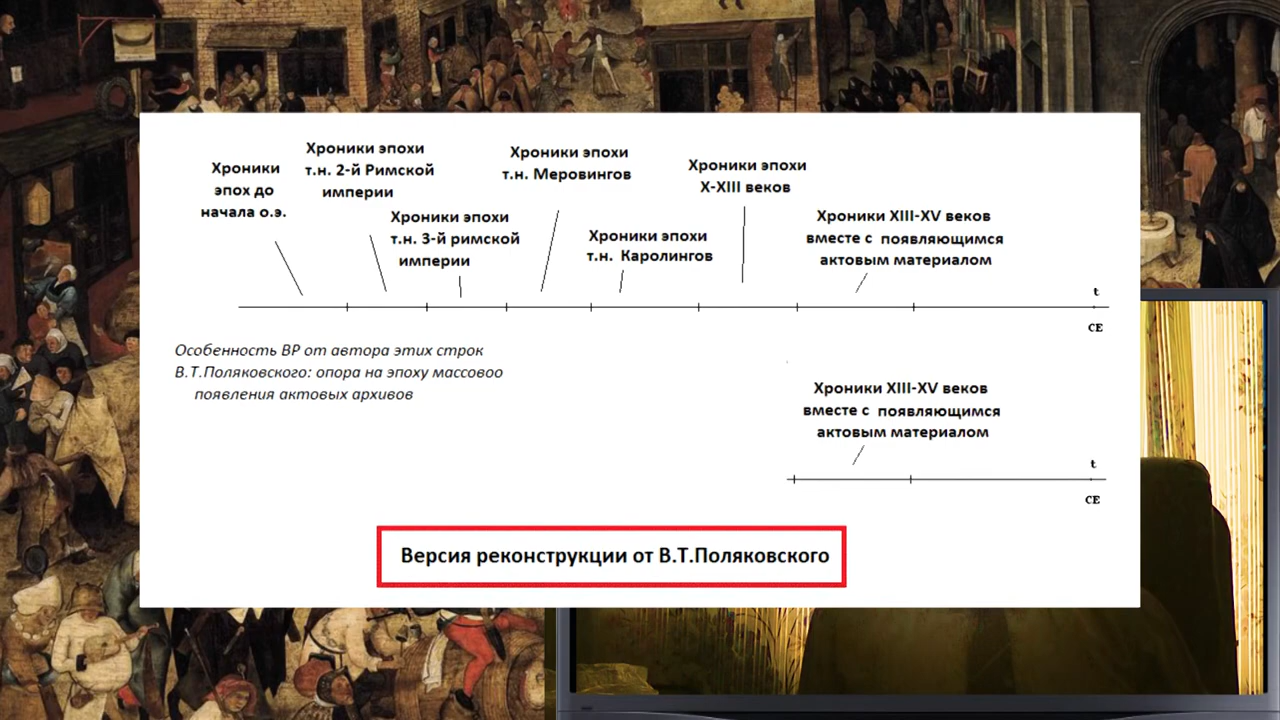 Хроники
эпох до
начала о.э.
Хроники эпохи
т.н. 2-й Римской
империи
Хроники эпохи
т.н. 3-й римской
империи
Хроники эпохи
т.н. Меровингов
Хроники эпохи
т.н. Каролингов
Хроники эпохи
X-XIII веков
Хроники XIII-XV веков
вместе с появляющимся
актовым материалом
t
CE
Особенность ВР от автора этих строк
В.Т.Поляковского: опора на эпоху массовоо
появления актовых архивов
Хроники XIII-XV веков
вместе с появляющимся
актовым материалом
t
CE
Версия реконструкции от В.Т.Поляковского